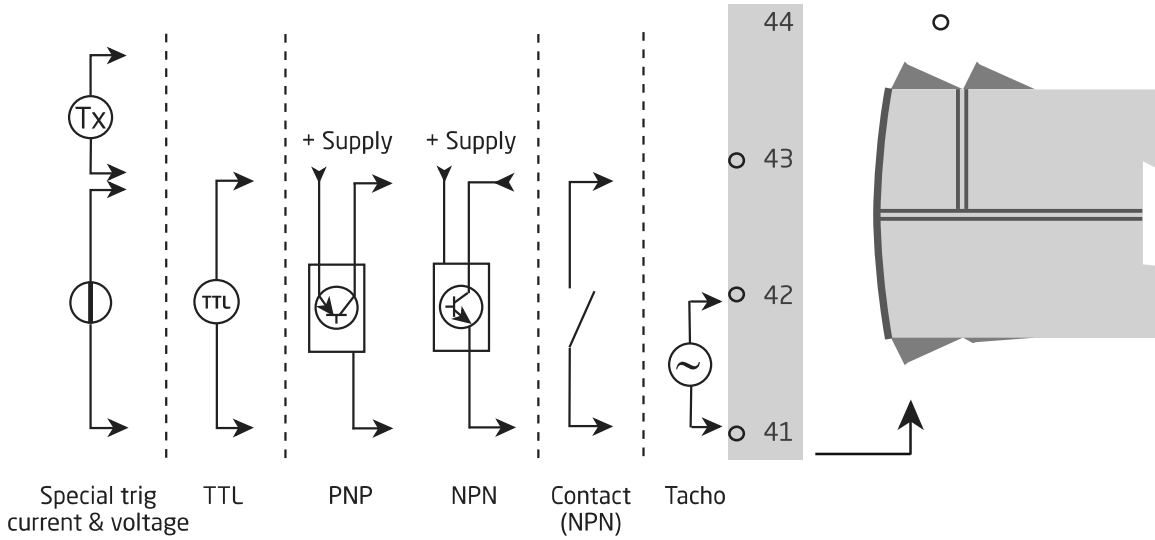 44
Tx
+ Supply
+ Supply
43
TTL
42
~
41
Special trig
current & voltage
TTL
PNP
NPN
Contact
(NPN)
Tacho